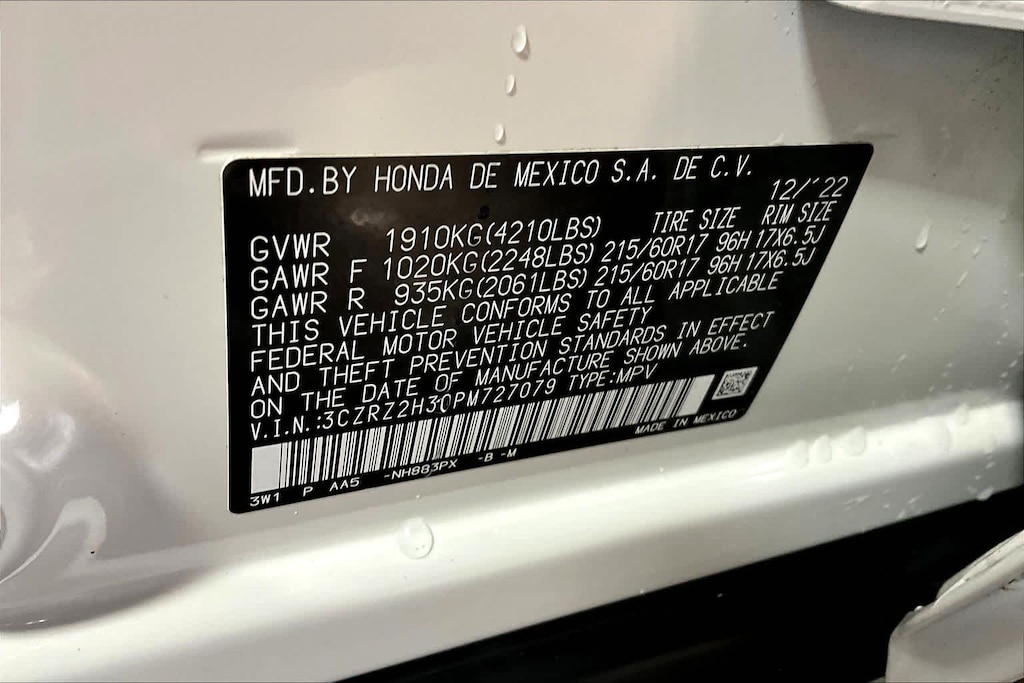 MFD.BY HONDA DE MEXICO S.A. DE C.V.
12/'22
TIRE SIZE RIM SIZE
GVWR 1910KG(4210LBS)
GAWR F 1020KG(2248LBS) 215/60R17 96H 17X6.5J
GAWR R 935KG(2061LBS) 215/60R17 96H 17X6.5J
THIS VEHICLE CONFORMS TO ALL APPLICABLE
FEDERAL MOTOR VEHICLE SAFETY
AND THEFT PREVENTION STANDARDS IN EFFECT
ON THE DATE OF MANUFACTURE SHOWN ABOVE.
V.I.N.:3CZRZ2H30PM727079 TYPE:MPV
MADE IN MEXICO
3W1 P AA5 -NH883PX -B -M